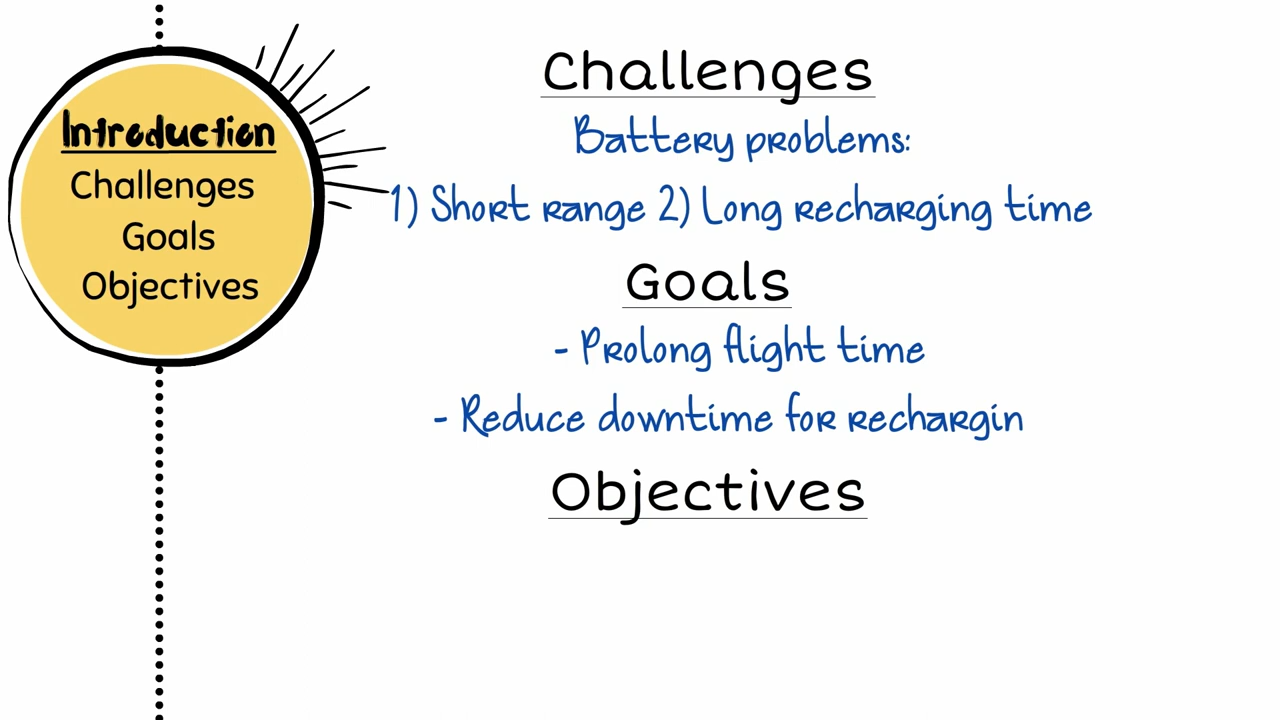 Introduction
Challenges
Goals
Objectives
Challenges
Battery problems:
1) Short range 2) Long recharging time
Goals
- Prolong flight time
- Reduce downtime for rechargin
Objectives